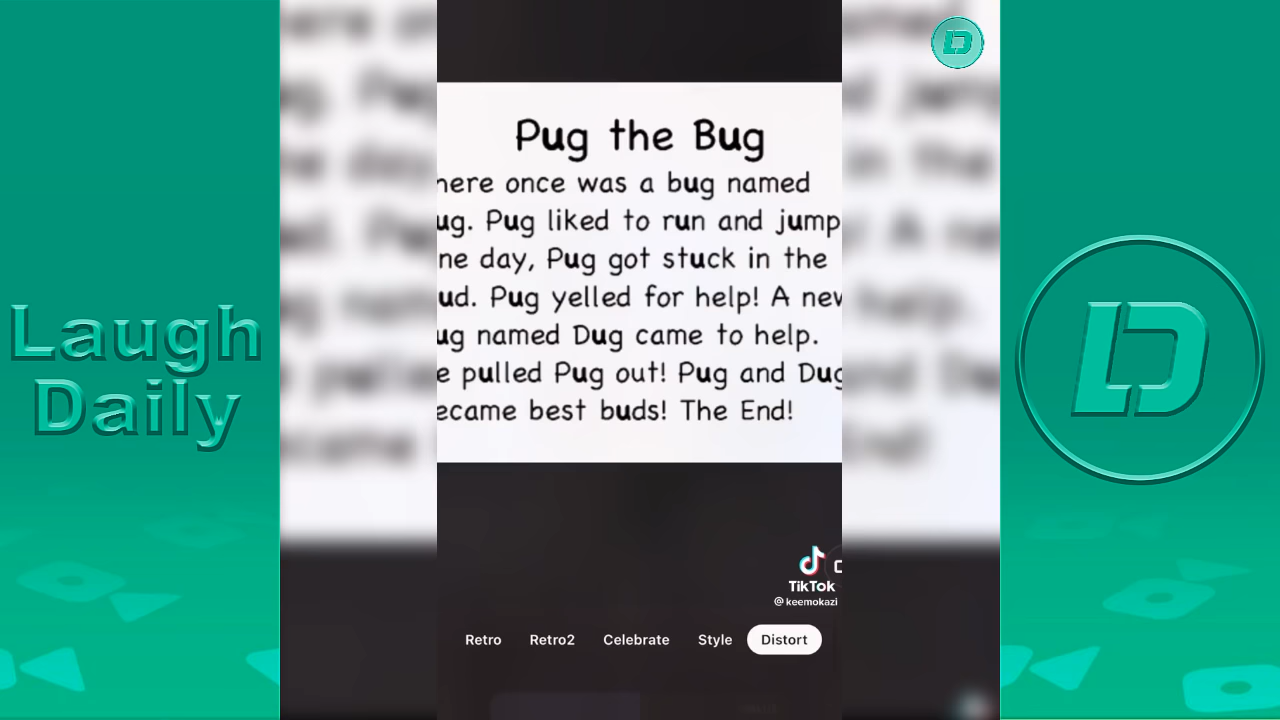 Laugh
Daily
Pug the Bug
here once was a bug named
ug. Pug liked to run and jump
ne day, Pug got stuck in the
ud. Pug yelled for help! A new
ug named Dug came to help.
e pulled Pug out! Pug and Dug
ecame best buds! The End!
TikTok
@keemokazi
Retro Retro2 Celebrate Style Distort
LD